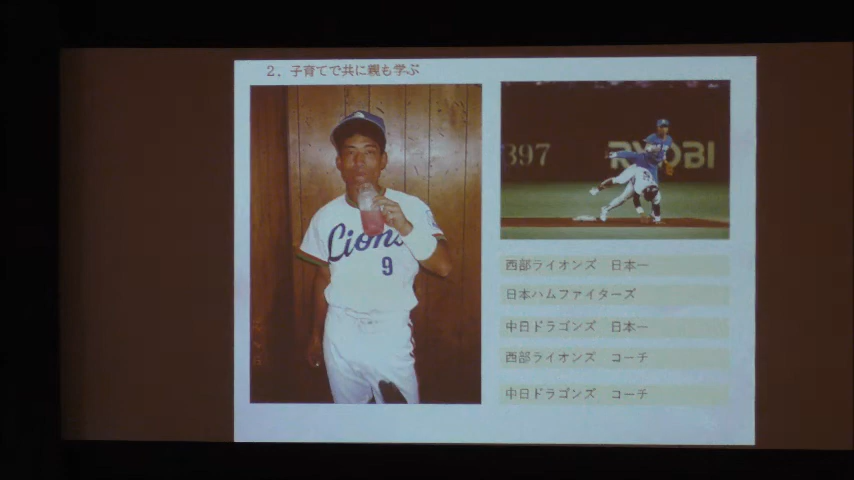 2．子育てで共に親も学ぶ
Lions
9
397
RYOBI
西部ライオンズ　日本一
日本ハムファイターズ
中日ドラゴンズ　日本一
西部ライオンズ　コーチ
中日ドラゴンズ　コーチ